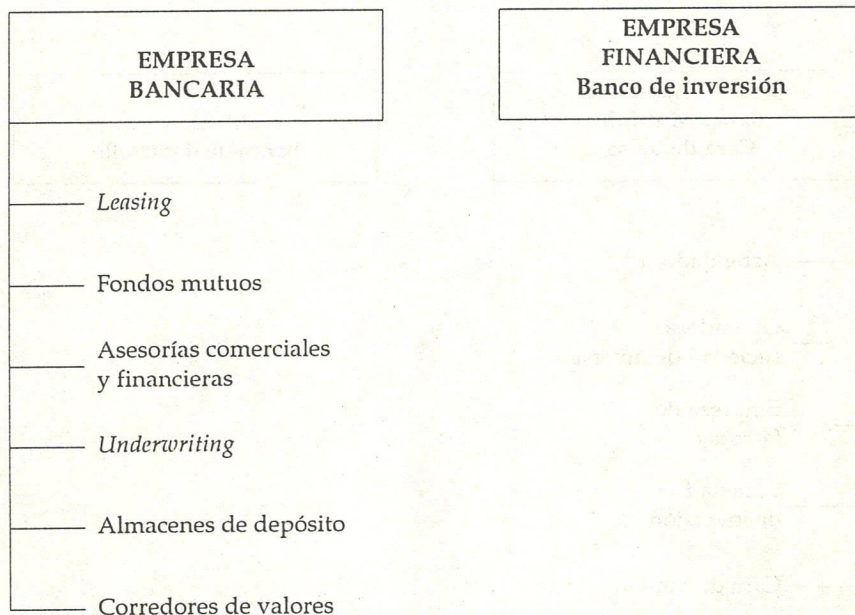 EMPRESA
BANCARIA
Leasing
Fondos mutuos
Asesorías comerciales
y financieras
Underwriting
Almacenes de depósito
Corredores de valores
EMPRESA
FINANCIERA
Banco de inversión